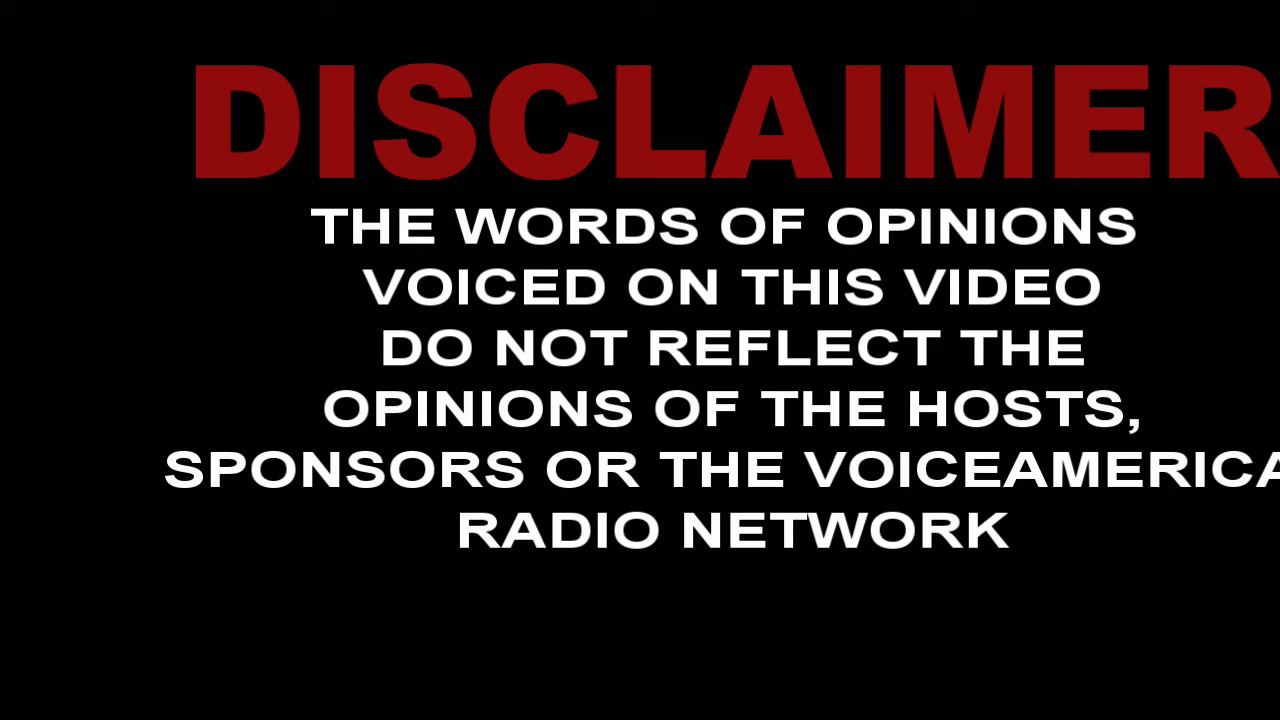 DISCLAIMER
THE WORDS OF OPINIONS
VOICED ON THIS VIDEO
DO NOT REFLECT THE
OPINIONS OF THE HOSTS,
SPONSORS OR THE VOICEAMERICA
RADIO NETWORK